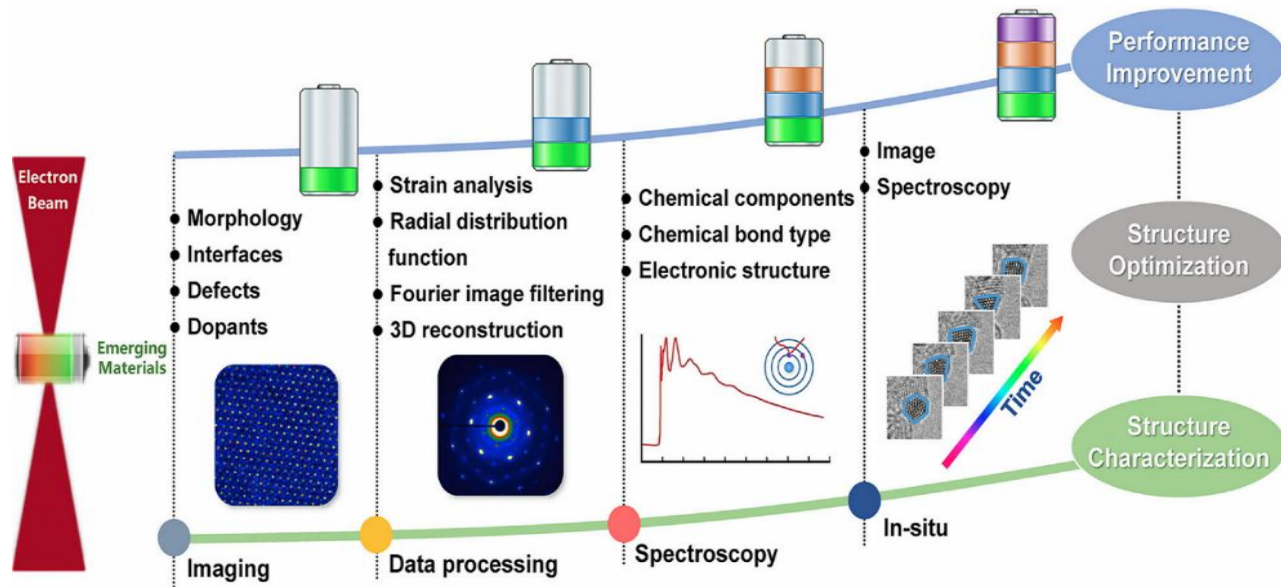 Performance
Improvement
Electron
Beam
Emerging
Materials
• Morphology
• Interfaces
• Defects
• Dopants
• Strain analysis
• Radial distribution
function
• Fourier image filtering
• 3D reconstruction
• Chemical components
• Chemical bond type
• Electronic structure
• Image
• Spectroscopy
Time
Structure
Optimization
Structure
Characterization
Imaging
Data processing
Spectroscopy
In-situ